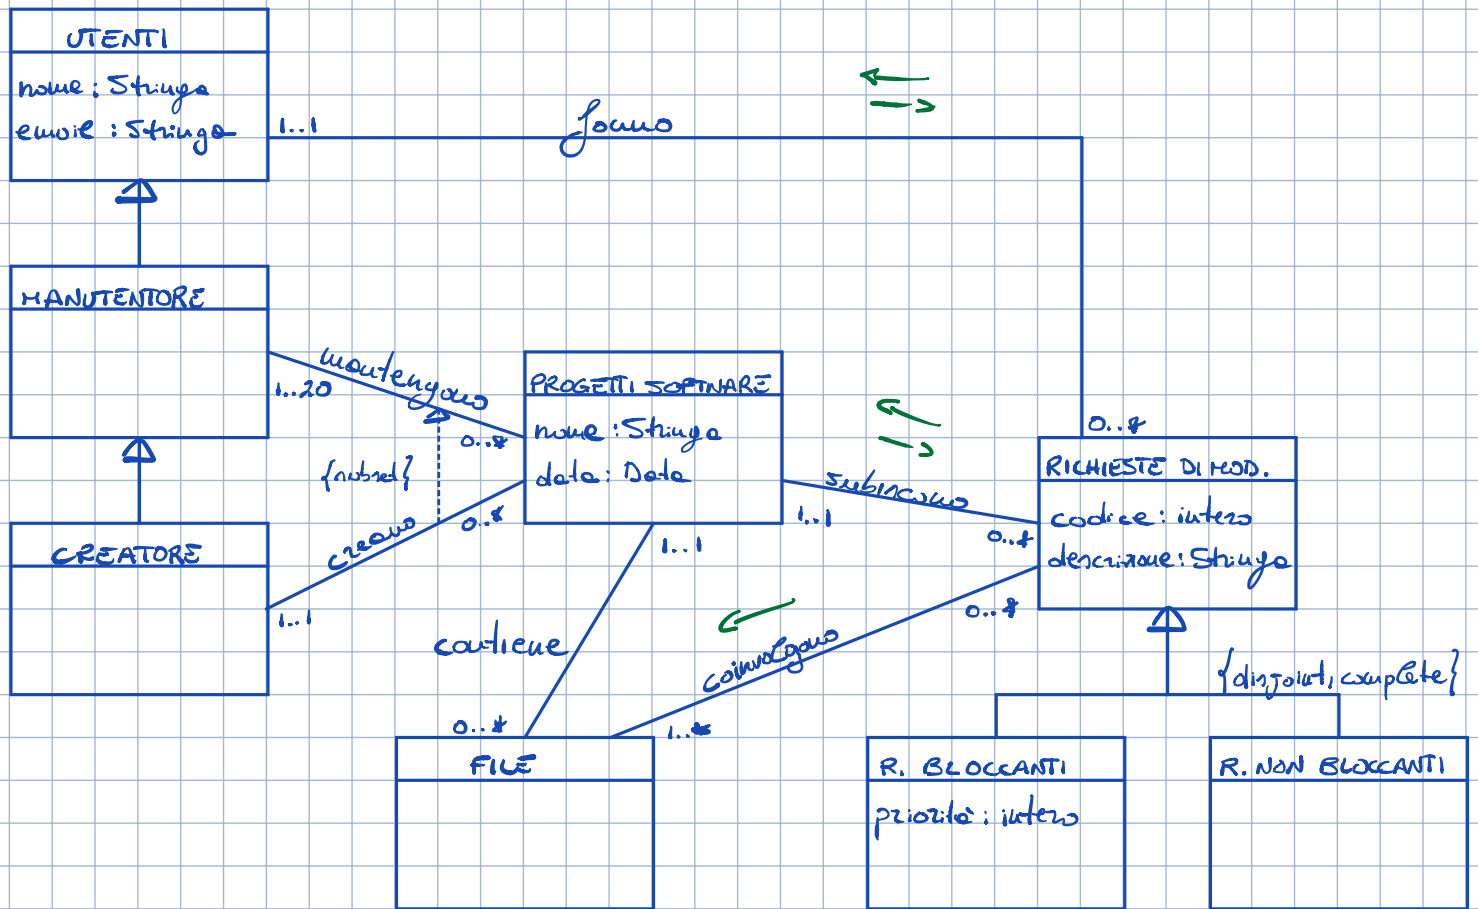 UTENTI
nome : Stringa
email : Stringa
1..1
fanno
MANUTENTORE
mantengono
1..20
0..*
PROGETTI SOFTWARE
nome : Stringa
data : Data
0..*
RICHIESTE DI MOD.
codice : intero
descrizione : Stringa
{subset}
subiscono
1..1
0..*
creano
0..*
1..1
CREATORE
1..1
contiene
0..*
coinvolgono
0..*
1..*
FILE
{disjoint, complete}
R. BLOCCANTI
priorità : intero
R. NON BLOCCANTI